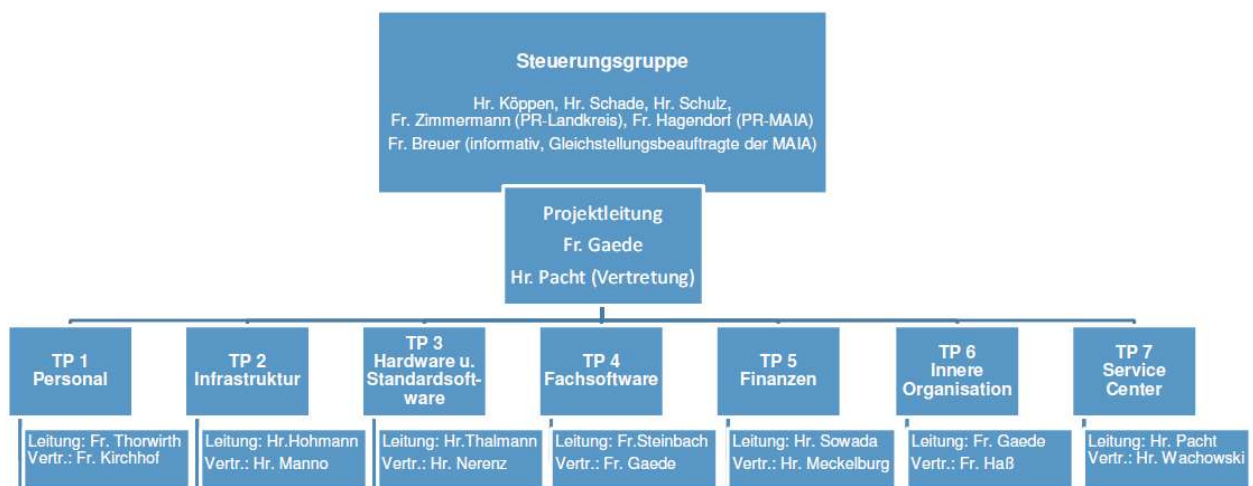 Steuerungsgruppe
Hr. Köppen, Hr. Schade, Hr. Schulz,
Fr. Zimmermann (PR-Landkreis), Fr. Hagendorf (PR-MAIA)
Fr. Breuer (informativ, Gleichstellungsbeauftragte der MAIA)
Projektleitung
Fr. Gaede
Hr. Pacht (Vertretung)
TP 1
Personal
Leitung: Fr. Thorwirth
Vertr.: Fr. Kirchhof
TP 2
Infrastruktur
Leitung: Hr.Hohmann
Vertr.: Hr. Manno
TP 3
Hardware u.
Standardsoft-
ware
Leitung: Hr.Thalmann
Vertr.: Hr. Nerenz
TP 4
Fachsoftware
Leitung: Fr.Steinbach
Vertr.: Fr. Gaede
TP 5
Finanzen
Leitung: Hr. Sowada
Vertr.: Hr. Meckelburg
TP 6
Innere
Organisation
Leitung: Fr. Gaede
Vertr.: Fr. Haß
TP 7
Service
Center
Leitung: Hr. Pacht
Vertr.: Hr. Wachowski